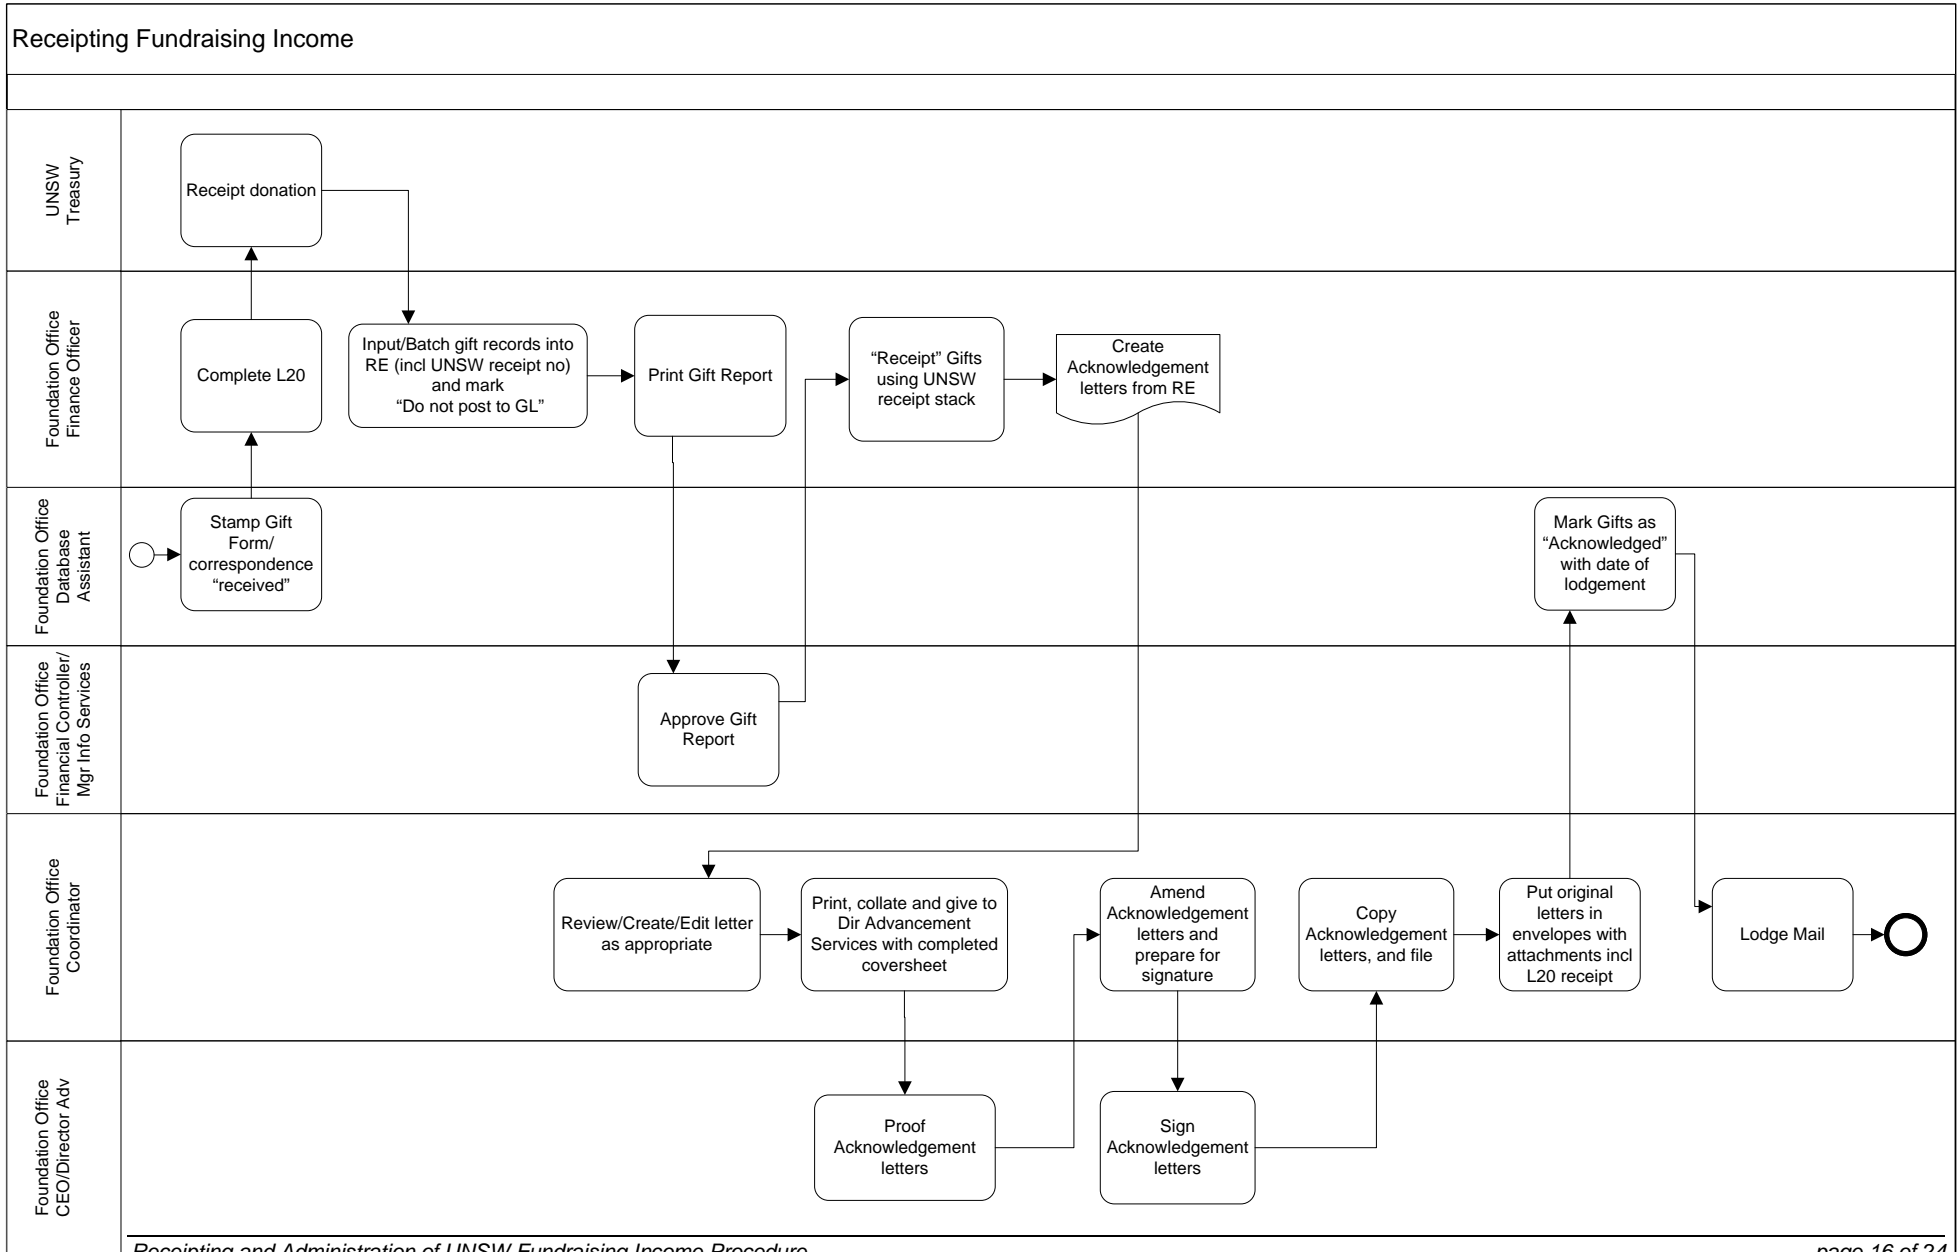 Receipting Fundraising Income
UNSW
Treasury
Receipt donation
Foundation Office
Finance Officer
Complete L20
Input/Batch gift records into
RE (incl UNSW receipt no)
and mark
“Do not post to GL”
Print Gift Report
“Receipt” Gifts
using UNSW
receipt stack
Create
Acknowledgement
letters from RE
Foundation Office
Database
Assistant
Stamp Gift
Form/
correspondence
“received”
Mark Gifts as
“Acknowledged”
with date of
lodgement
Foundation Office
Financial Controller/
Mgr Info Services
Approve Gift
Report
Foundation Office
Coordinator
Review/Create/Edit letter
as appropriate
Print, collate and give to
Dir Advancement
Services with completed
coversheet
Amend
Acknowledgement
letters and
prepare for
signature
Copy
Acknowledgement
letters, and file
Put original
letters in
envelopes with
attachments incl
L20 receipt
Lodge Mail
Foundation Office
CEO/Director Adv
Proof
Acknowledgement
letters
Sign
Acknowledgement
letters
Receipting and Administration of UNSW Fundraising Income Procedure
page 16 of 24